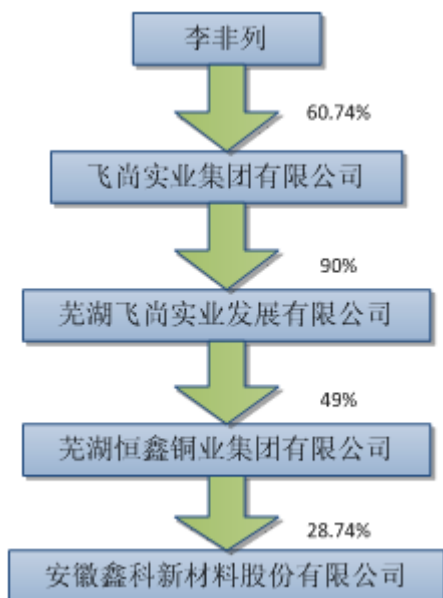 李非列
60.74%
飞尚实业集团有限公司
90%
芜湖飞尚实业发展有限公司
49%
芜湖恒鑫铜业集团有限公司
28.74%
安徽鑫科新材料股份有限公司